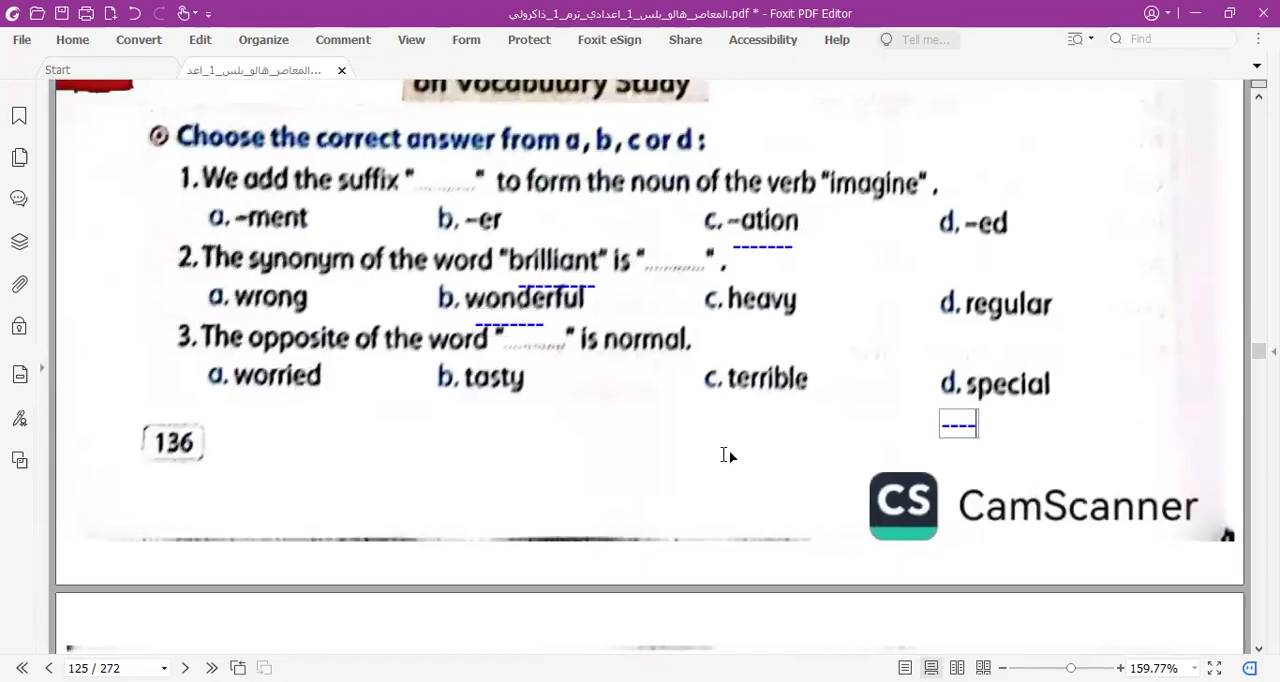 المعاصر_هالو_بلس_1_اعدادي_ترم_1_ذاكرولي.pdf * - Foxit PDF Editor
File Home Convert Edit Organize Comment View Form Protect Foxit eSign Share Accessibility Help Tell me... Find
Start المعاصر_هالو_بلس_1_اعد...
on Vocabulary Study
Choose the correct answer from a, b, c or d :
1. We add the suffix "........." to form the noun of the verb "imagine" .
a. -ment b. -er c. -ation d. -ed
2. The synonym of the word "brilliant" is "..........." .
a. wrong b. wonderful c. heavy d. regular
3. The opposite of the word "..........." is normal.
a. worried b. tasty c. terrible d. special
136
CS CamScanner
125 / 272 159.77%